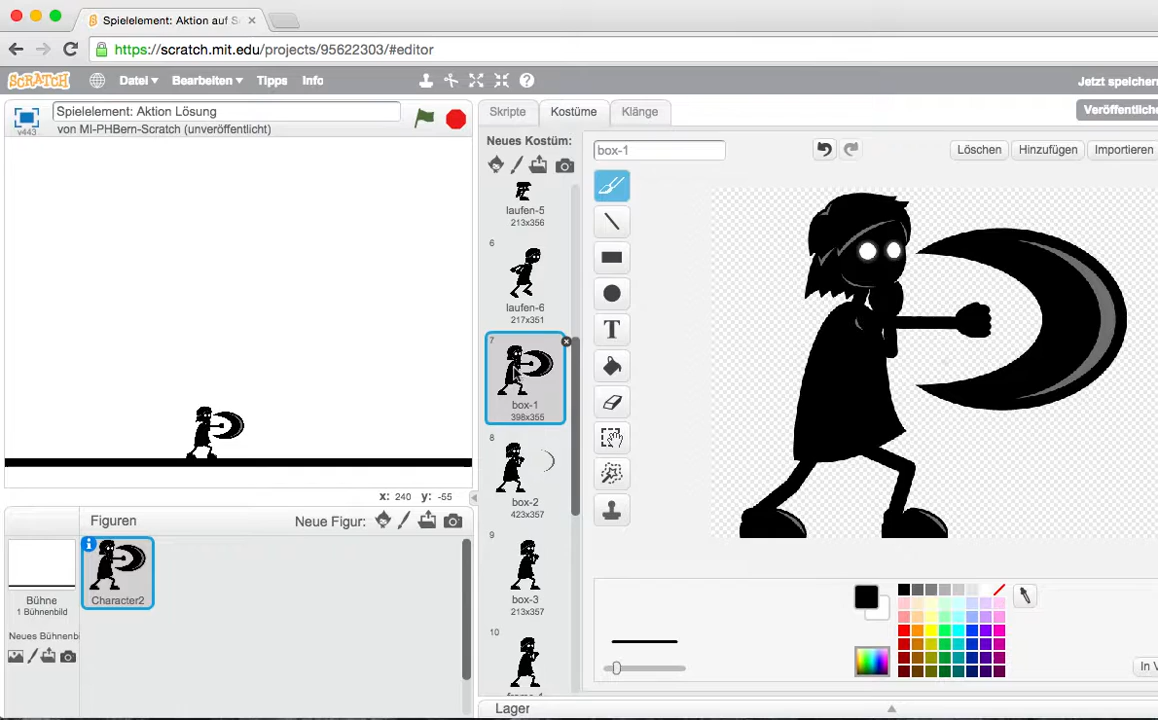 Spielelement: Aktion auf S
https://scratch.mit.edu/projects/95622303/#editor
SCRATCH Datei Bearbeiten Tipps Info Jetzt speicher
v443 Spielelement: Aktion Lösung
von MI-PHBern-Scratch (unveröffentlicht)
Skripte Kostüme Klänge Veröffentliche
Neues Kostüm:
box-1 Löschen Hinzufügen Importieren
laufen-5
213x356
6
laufen-6
217x351
7
box-1
398x355
8
box-2
423x357
9
box-3
213x357
10
T
x: 240 y: -55
Figuren Neue Figur:
Character2
Bühne
1 Bühnenbild
Neues Bühnenb
In V
Lager